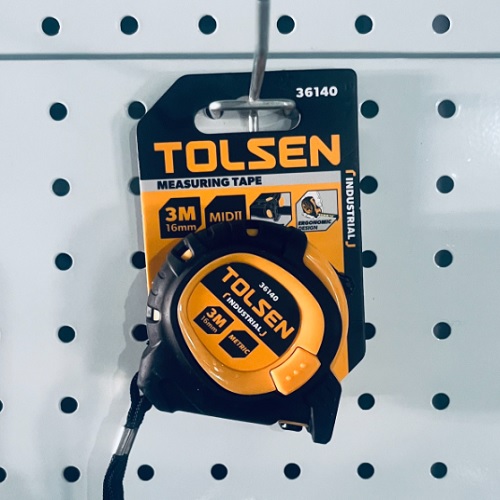 36140
TOLSEN
MEASURING TAPE
INDUSTRIAL
3M
16mm
MIDII
ERGONOMIC
DESIGN
TOLSEN
36140
INDUSTRIAL
3M
16mm
METRIC